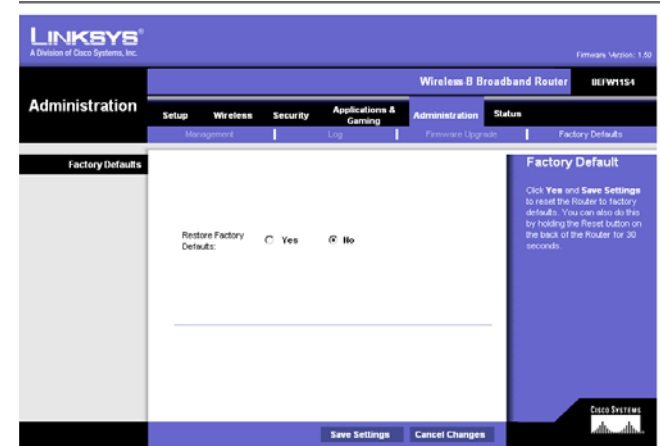 LINKSYS®
A Division of Cisco Systems, Inc.
Firmware Version: 1.50
Wireless-B Broadband Router BEFW11S4
Administration
Setup Wireless Security Applications & Gaming Administration Status
Management Log Firmware Upgrade Factory Defaults
Factory Defaults
Restore Factory
Defaults:
Yes No
Factory Default
Click Yes and Save Settings
to reset the Router to factory
defaults. You can also do this
by holding the Reset button on
the back of the Router for 30
seconds.
CISCO SYSTEMS
Save Settings Cancel Changes